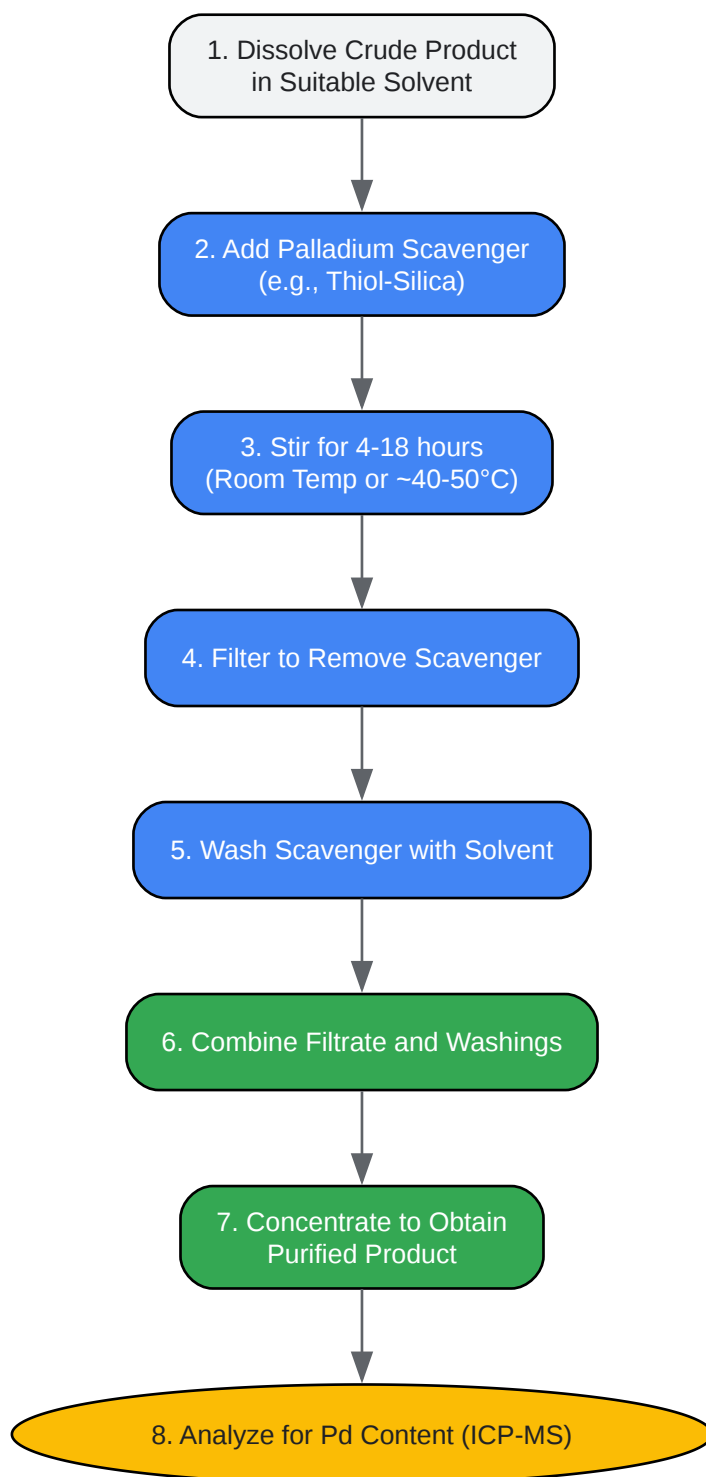 1. Dissolve Crude Product
in Suitable Solvent
2. Add Palladium Scavenger
(e.g., Thiol-Silica)
3. Stir for 4-18 hours
(Room Temp or ~40-50°C)
4. Filter to Remove Scavenger
5. Wash Scavenger with Solvent
6. Combine Filtrate and Washings
7. Concentrate to Obtain
Purified Product
8. Analyze for Pd Content (ICP-MS)